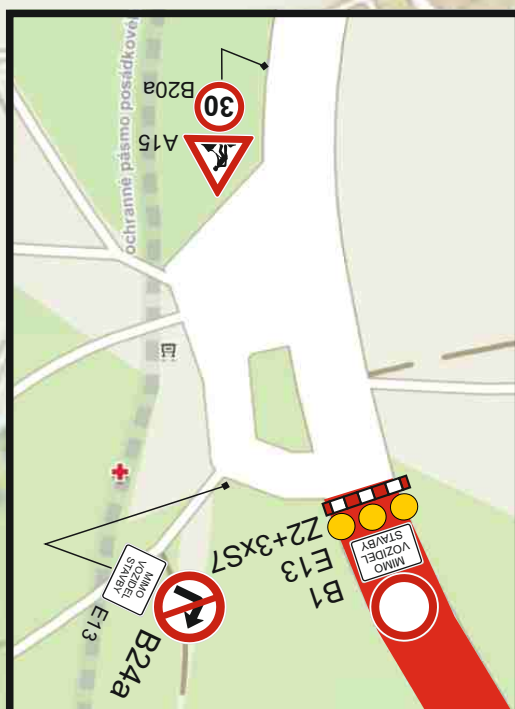 ochranné pásmo posádkové
B20a
30
A15
MIMO
VOZIDEL
STAVBY
E13
B24a
Z2+3xS7
E13
B1
MIMO
VOZIDEL
STAVBY